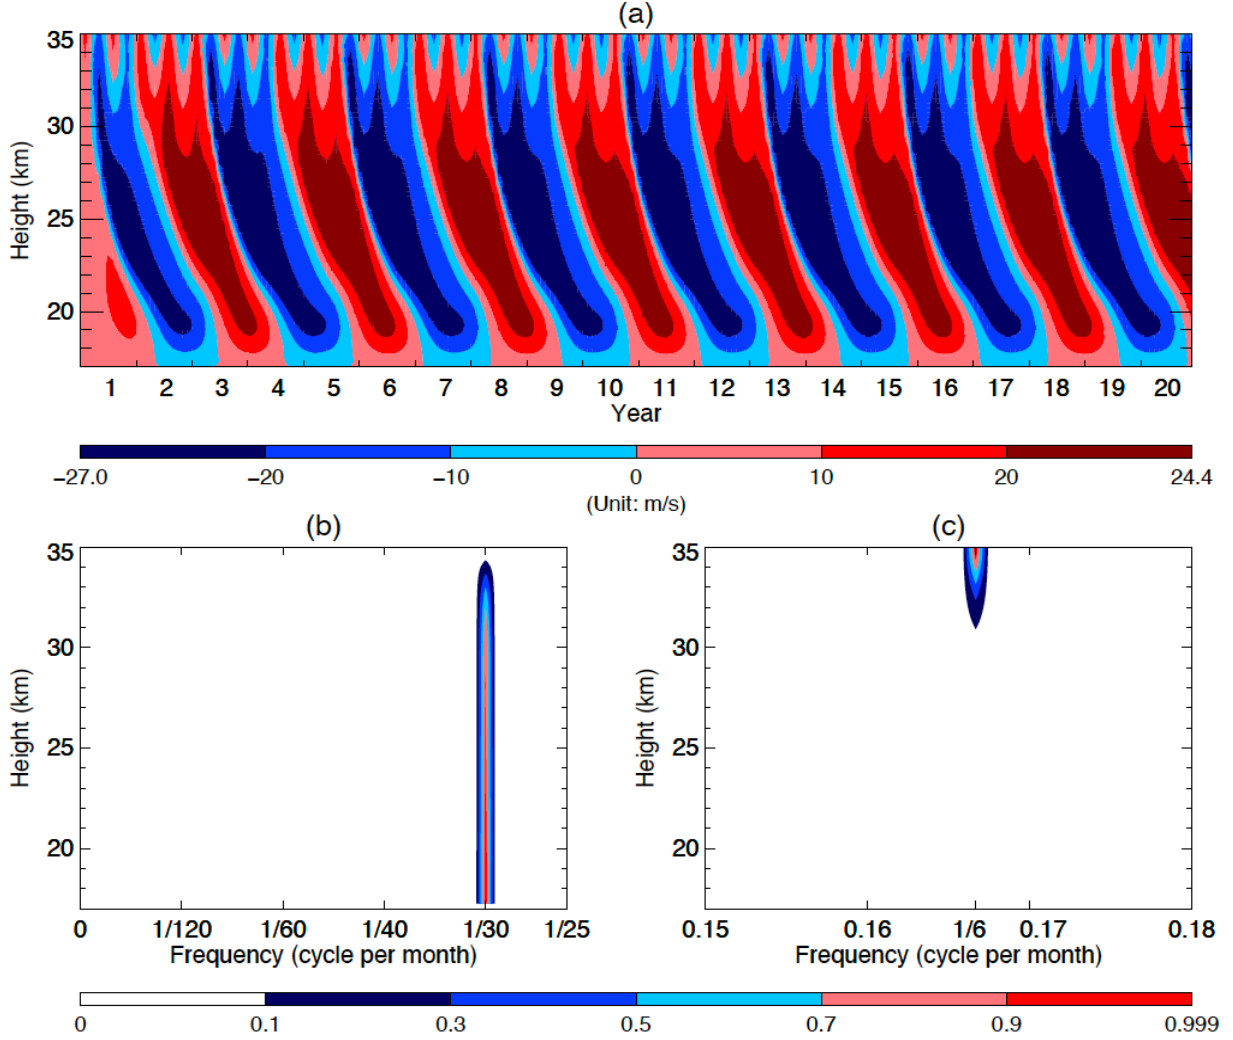 (a)
35
30
25
20
Height (km)
1 2 3 4 5 6 7 8 9 10 11 12 13 14 15 16 17 18 19 20
Year
−27.0 −20 −10 0 10 20 24.4
(Unit: m/s)
(b)
35
30
25
20
Height (km)
0 1/120 1/60 1/40 1/30 1/25
Frequency (cycle per month)
(c)
35
30
25
20
Height (km)
0.15 0.16 1/6 0.17 0.18
Frequency (cycle per month)
0 0.1 0.3 0.5 0.7 0.9 0.999